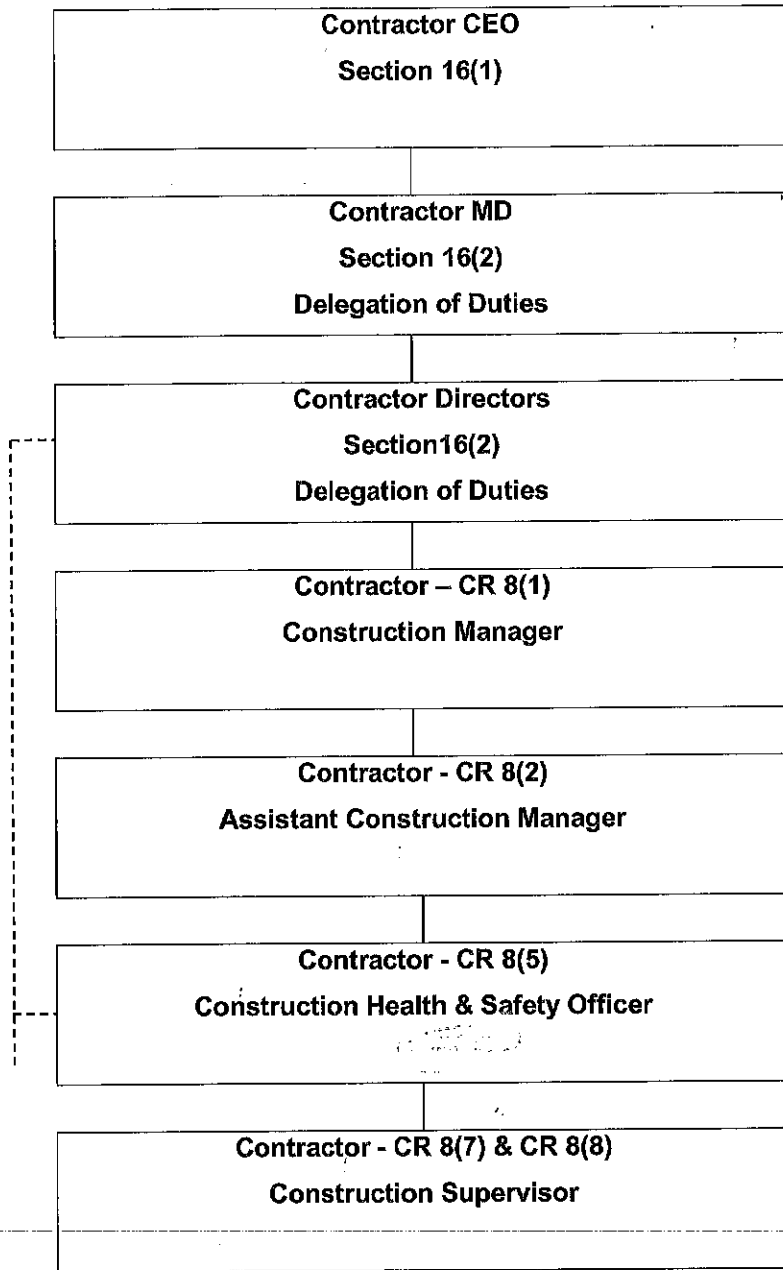 Contractor CEO
Section 16(1)
Contractor MD
Section 16(2)
Delegation of Duties
Contractor Directors
Section16(2)
Delegation of Duties
Contractor – CR 8(1)
Construction Manager
Contractor - CR 8(2)
Assistant Construction Manager
Contractor - CR 8(5)
Construction Health & Safety Officer
Contractor - CR 8(7) & CR 8(8)
Construction Supervisor